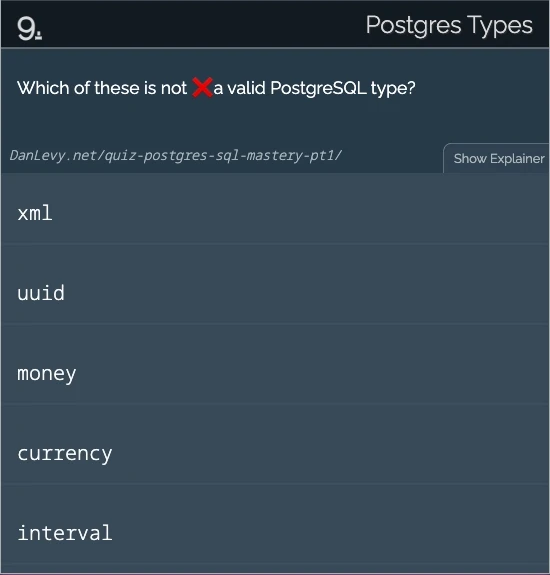 9.
Postgres Types
Which of these is not ❌a valid PostgreSQL type?
DanLevy.net/quiz-postgres-sql-mastery-pt1/
Show Explainer
xml
uuid
money
currency
interval